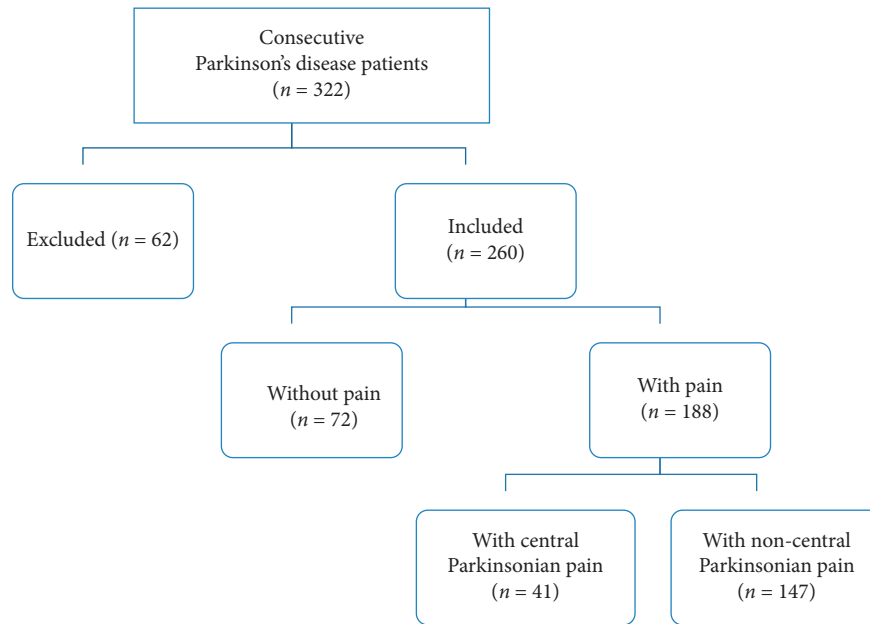 Consecutive
Parkinson's disease patients
(n = 322)
Excluded (n = 62)
Included
(n = 260)
Without pain
(n = 72)
With pain
(n = 188)
With central
Parkinsonian pain
(n = 41)
With non-central
Parkinsonian pain
(n = 147)